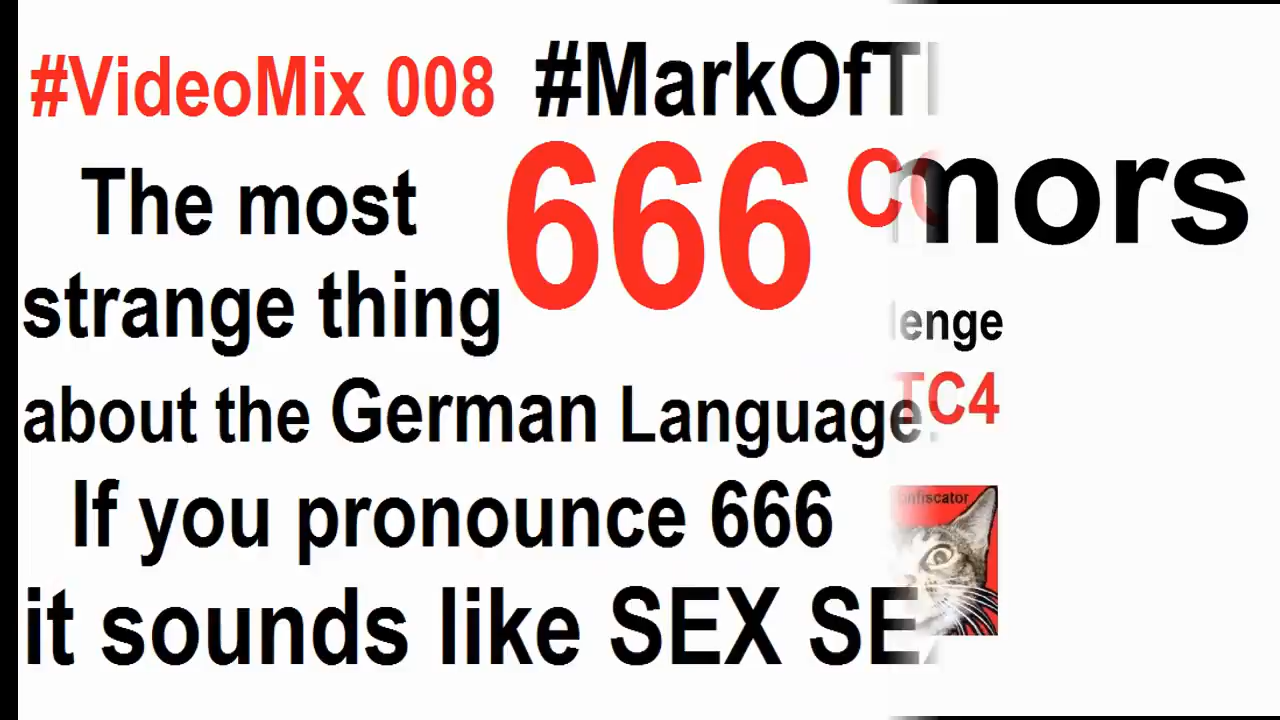 #VideoMix 008 #MarkOfT
The most 666
mors
strange thing
lenge
about the German Language
TC4
If you pronounce 666
onfiscator
it sounds like SEX SE